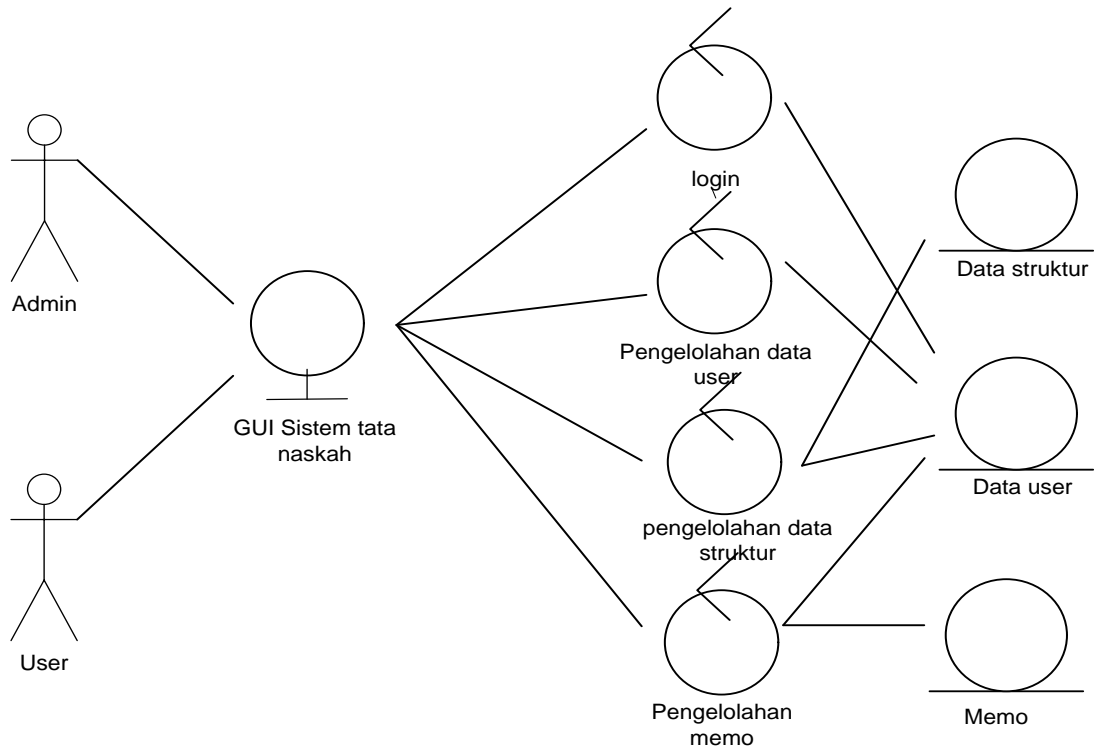 login
Data struktur
Admin
Pengelolahan data
user
GUI Sistem tata
naskah
Data user
pengelolahan data
struktur
User
Pengelolahan
memo
Memo